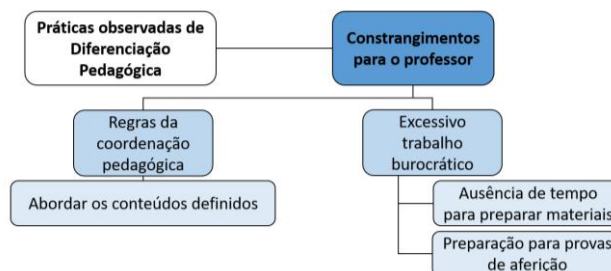 Práticas observadas de
Diferenciação
Pedagógica
Constrangimentos
para o professor
Regras da
coordenação
pedagógica
Abordar os conteúdos definidos
Excessivo
trabalho
burocrático
Ausência de tempo
para preparar materiais
Preparação para provas
de aferição